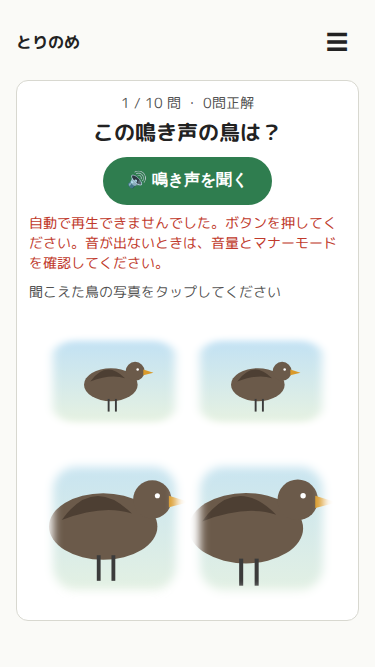 とりのめ
1 / 10 問 ・ 0問正解
この鳴き声の鳥は？
🔊 鳴き声を聞く
自動で再生できませんでした。ボタンを押してく
ださい。音が出ないときは、音量とマナーモード
を確認してください。
聞こえた鳥の写真をタップしてください